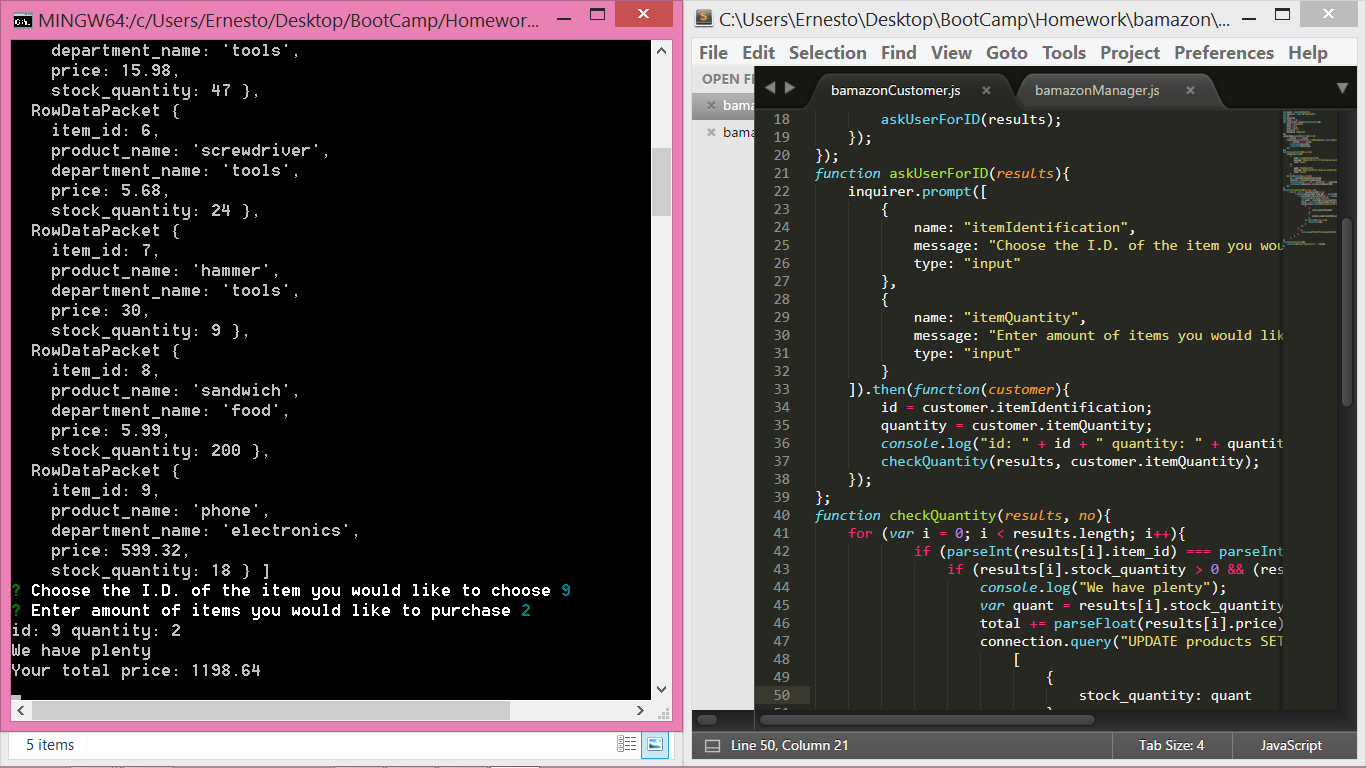 MINGW64:/c/Users/Ernesto/Desktop/BootCamp/Homewor...
department_name: 'tools',
price: 15.98,
stock_quantity: 47 },
RowDataPacket {
item_id: 6,
product_name: 'screwdriver',
department_name: 'tools',
price: 5.68,
stock_quantity: 24 },
RowDataPacket {
item_id: 7,
product_name: 'hammer',
department_name: 'tools',
price: 30,
stock_quantity: 9 },
RowDataPacket {
item_id: 8,
product_name: 'sandwich',
department_name: 'food',
price: 5.99,
stock_quantity: 200 },
RowDataPacket {
item_id: 9,
product_name: 'phone',
department_name: 'electronics',
price: 599.32,
stock_quantity: 18 } ]
? Choose the I.D. of the item you would like to choose 9
? Enter amount of items you would like to purchase 2
id: 9 quantity: 2
We have plenty
Your total price: 1198.64
5 items
C:\Users\Ernesto\Desktop\BootCamp\Homework\bamazon\...
File Edit Selection Find View Goto Tools Project Preferences Help
OPEN FI
bama
bama
bamazonCustomer.js
bamazonManager.js
18 askUserForID(results);
19 });
20 });
21 function askUserForID(results){
22 inquirer.prompt([
23 {
24 name: "itemIdentification",
25 message: "Choose the I.D. of the item you wou
26 type: "input"
27 },
28 {
29 name: "itemQuantity",
30 message: "Enter amount of items you would lik
31 type: "input"
32 }
33 ]).then(function(customer){
34 id = customer.itemIdentification;
35 quantity = customer.itemQuantity;
36 console.log("id: " + id + " quantity: " + quantit
37 checkQuantity(results, customer.itemQuantity);
38 });
39 };
40 function checkQuantity(results, no){
41 for (var i = 0; i < results.length; i++){
42 if (parseInt(results[i].item_id) === parseInt
43 if (results[i].stock_quantity > 0 && (res
44 console.log("We have plenty");
45 var quant = results[i].stock_quantity
46 total += parseFloat(results[i].price)
47 connection.query("UPDATE products SET
48 [
49 {
50 stock_quantity: quant
Line 50, Column 21
Tab Size: 4
JavaScript